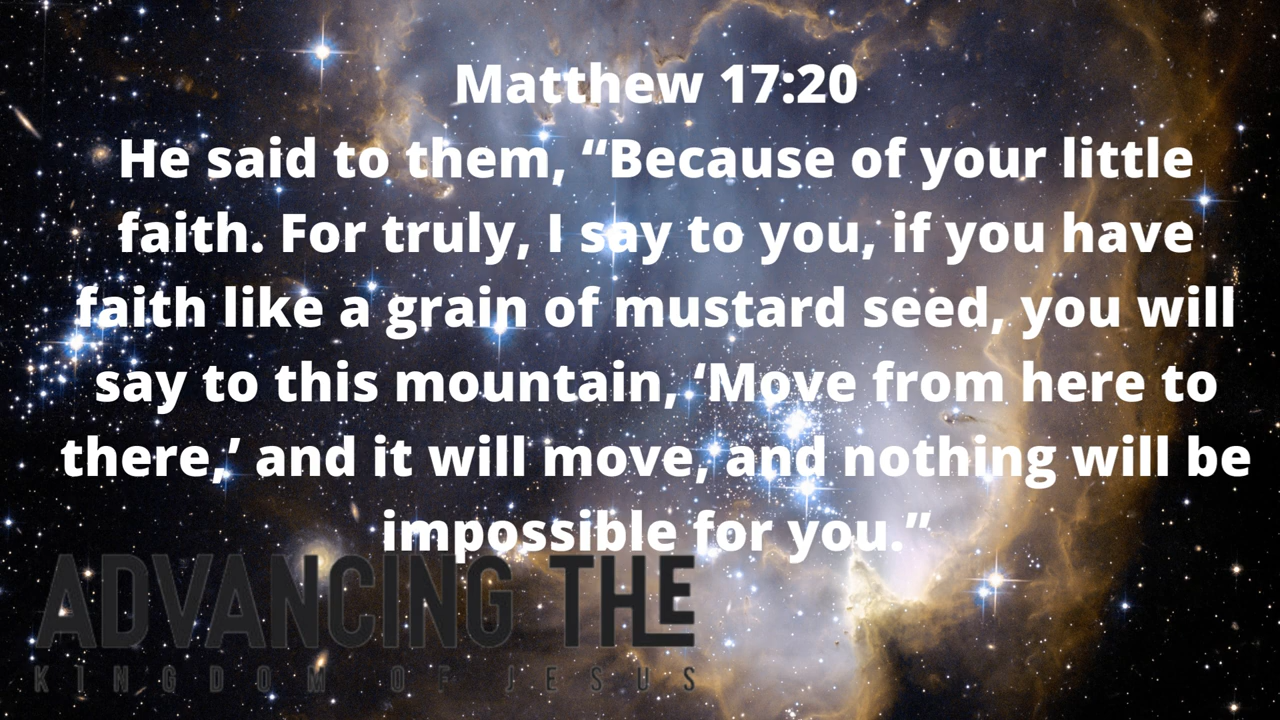 Matthew 17:20
He said to them, “Because of your little
faith. For truly, I say to you, if you have
faith like a grain of mustard seed, you will
say to this mountain, ‘Move from here to
there,’ and it will move, and nothing will be
impossible for you.”
ADVANCING THE
KINGDOM OF JESUS